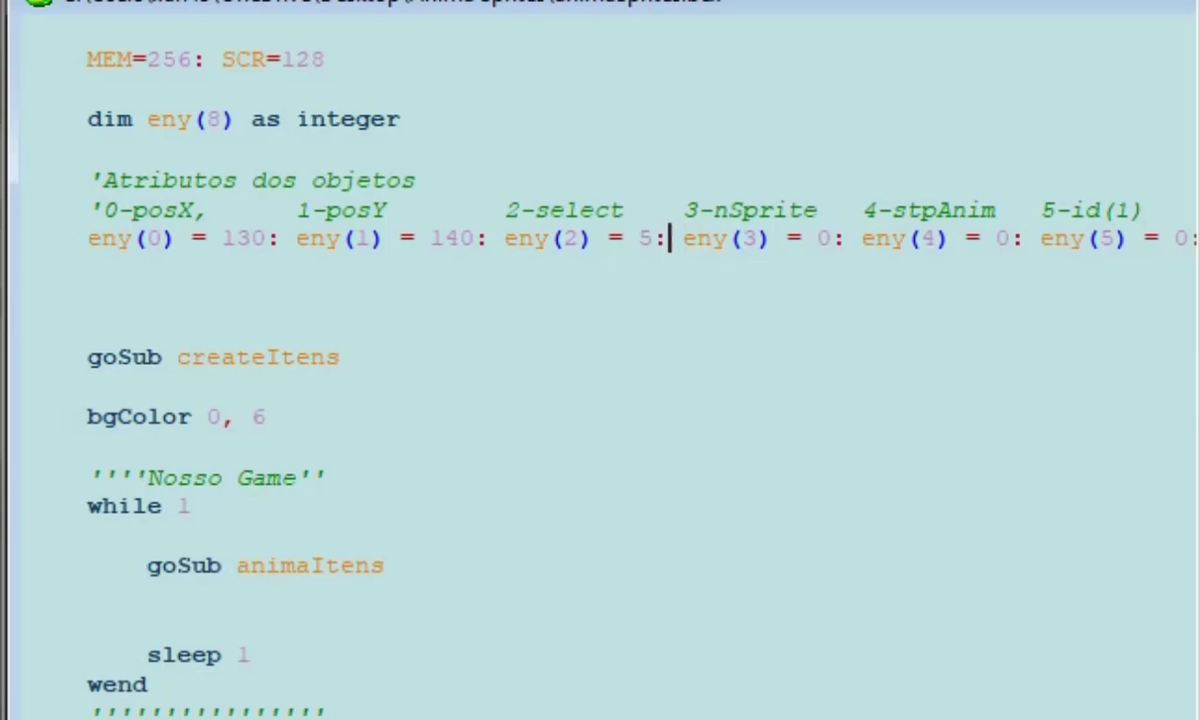 MEM=256: SCR=128
dim eny(8) as integer
'Atributos dos objetos
'0-posX, 1-posY 2-select 3-nSprite 4-stpAnim 5-id(1)
eny(0) = 130: eny(1) = 140: eny(2) = 5: eny(3) = 0: eny(4) = 0: eny(5) = 0:
goSub createItens
bgColor 0, 6
''''Nosso Game''
while 1
goSub animaItens
sleep 1
wend
''''''''''''''''